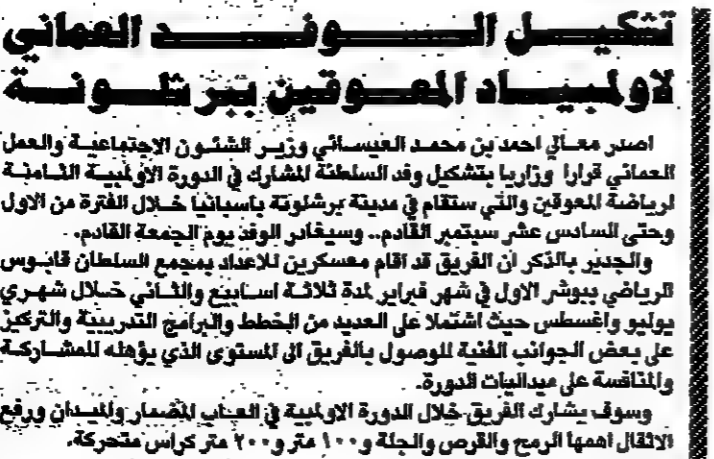 تشكيل الوفد العماني
لاولمبياد المعوقين ببرشلونة
اصدر معالي احمد بن محمد العيسائي وزير الشئون الاجتماعية والعمل
العماني قرارا وزاريا بتشكيل وفد السلطنة المشارك في الدورة الاولمبية الثامنة
لرياضة المعوقين والتي ستقام في مدينة برشلونة باسبانيا خلال الفترة من الاول
وحتى السادس عشر سبتمبر القادم.. وسيغادر الوفد يوم الجمعة القادم.
والجدير بالذكر ان الفريق قد اقام معسكرين للاعداد بمجمع السلطان قابوس
الرياضي ببوشر الاول في شهر فبراير لمدة ثلاثة اسابيع والثاني خلال شهري
يوليو واغسطس حيث اشتملا على العديد من الخطط والبرامج التدريبية والتركيز
على بعض الجوانب الفنية للوصول بالفريق الى المستوى الذي يؤهله للمشاركة
والمنافسة على ميداليات الدورة.
وسوف يشارك الفريق خلال الدورة الاولمبية في العاب المضمار والميدان ورفع
الاثقال اهمها الرمح والقرص والجلة و١٠٠ متر و٢٠٠ متر كراس متحركة.